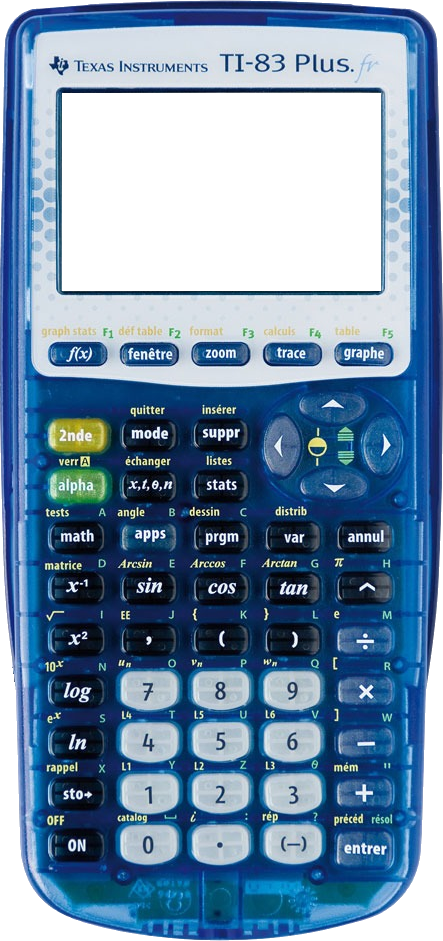 TEXAS INSTRUMENTS TI-83 Plus.fr
graph stats F1 déf table F2 format F3 calculs F4 table F5
f(x) fenêtre zoom trace graphe
quitter insérer
2nde mode suppr
verr A échanger listes
alpha x,t,θ,n stats
tests A angle B dessin C distrib
math apps prgm var annul
matrice D Arcsin E Arccos F Arctan G π H
x⁻¹ sin cos tan ^
√ I EE J { K } L e M
x² , ( ) ÷
10ˣ N uₙ O vₙ P wₙ Q [ R
log 7 8 9 ×
eˣ S L4 T L5 U L6 V ] W
ln 4 5 6 −
rappel X L1 Y L2 Z L3 θ mém "
sto→ 1 2 3 +
OFF catalog ⎵ ¿ : rép ? précéd résol
ON 0 . (−) entrer